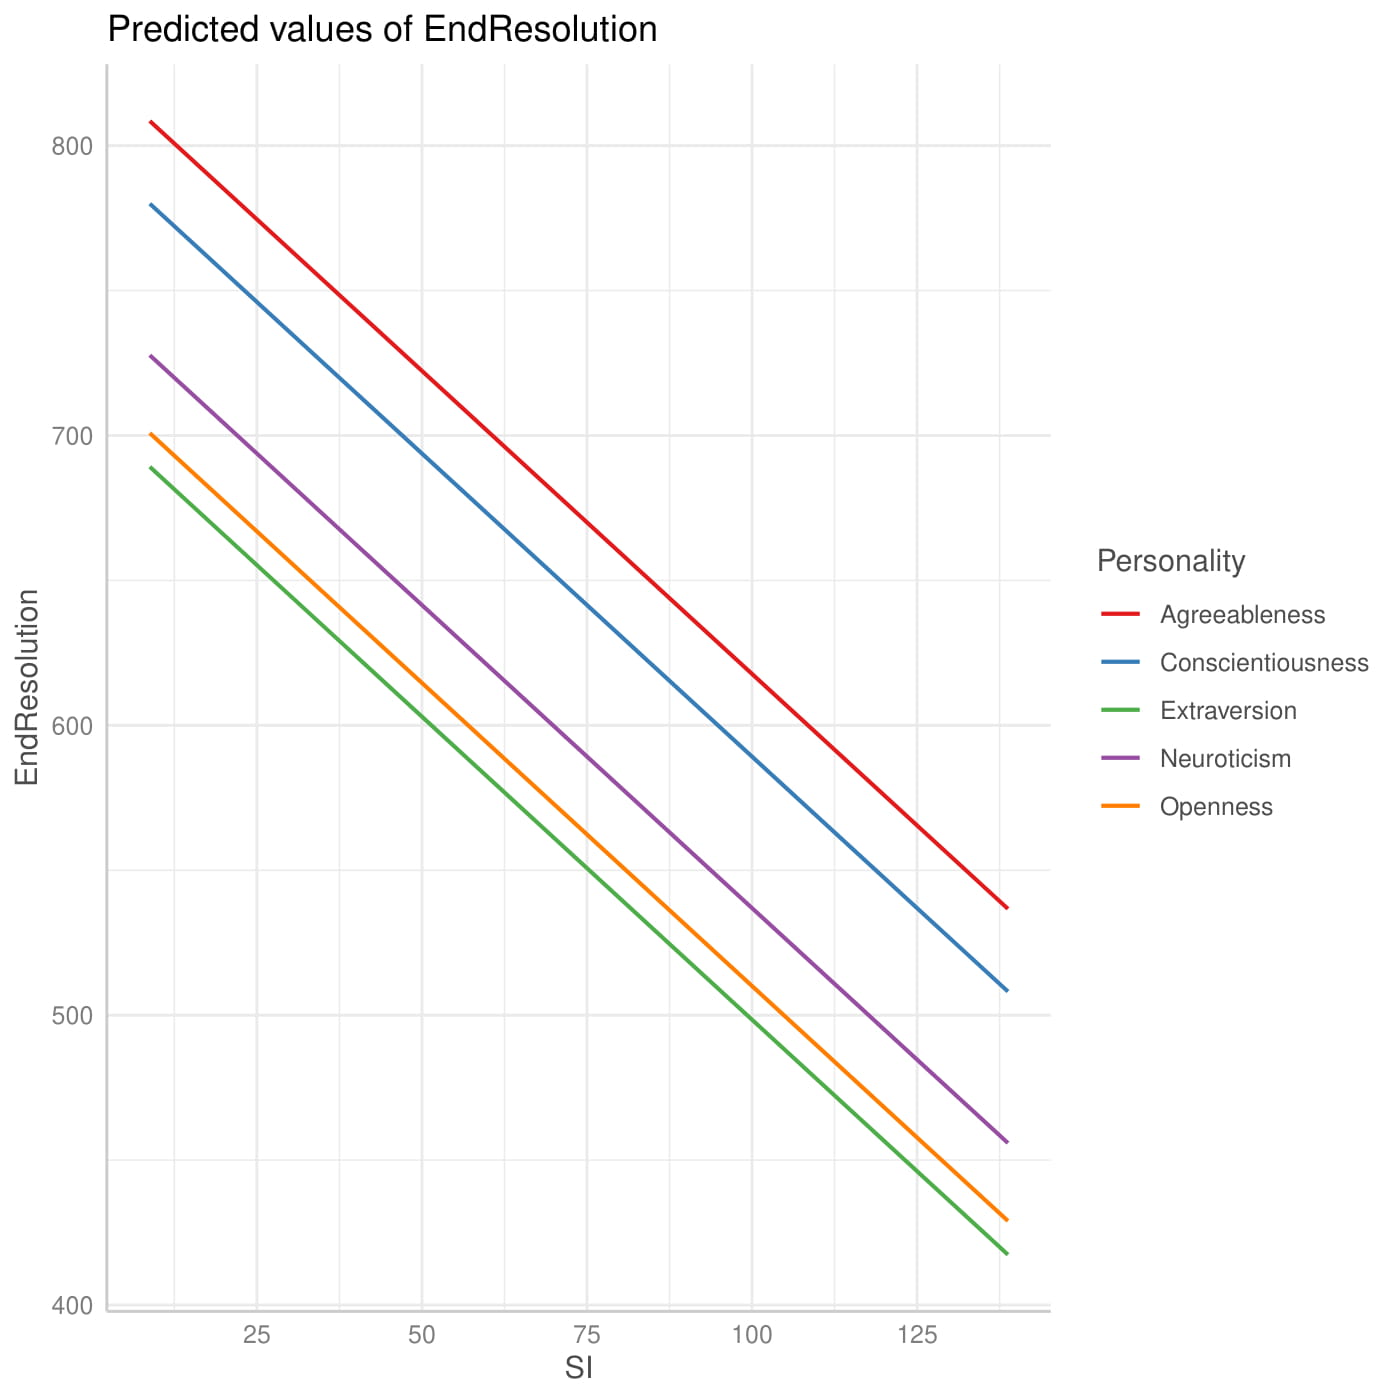 Predicted values of EndResolution
800
700
600
500
400
EndResolution
25 50 75 100 125
SI
Personality
Agreeableness
Conscientiousness
Extraversion
Neuroticism
Openness